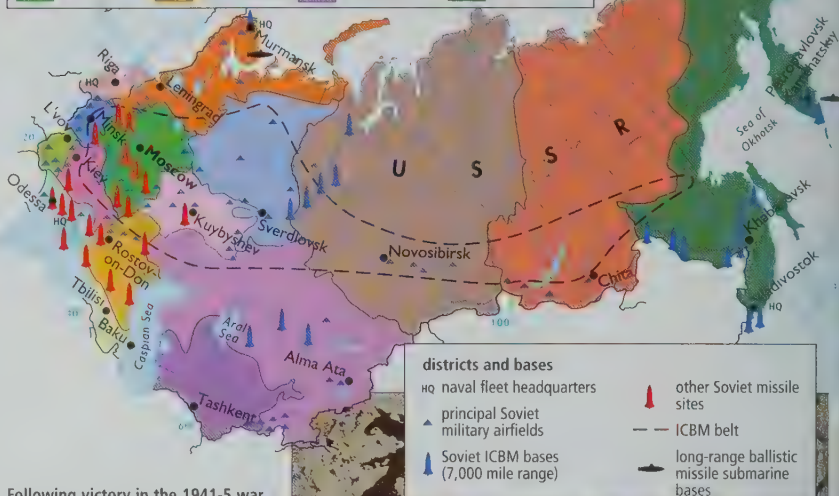 HQ
Murmansk
Riga
HQ
Leningrad
L'vov
Minsk
Kiev
Moscow
Odessa
HQ
Kuybyshev
Sverdlovsk
Rostov-
on-Don
Tbilisi
Baku
Caspian Sea
Aral
Sea
Alma Ata
Tashkent
Novosibirsk
Chita
U S S R
Petropavlovsk
Kamchatskiy
Sea of
Okhotsk
Khabarovsk
HQ
100
districts and bases
HQ naval fleet headquarters
principal Soviet
military airfields
Soviet ICBM bases
(7,000 mile range)
other Soviet missile
sites
ICBM belt
long-range ballistic
missile submarine
bases
Following victory in the 1941-5 war